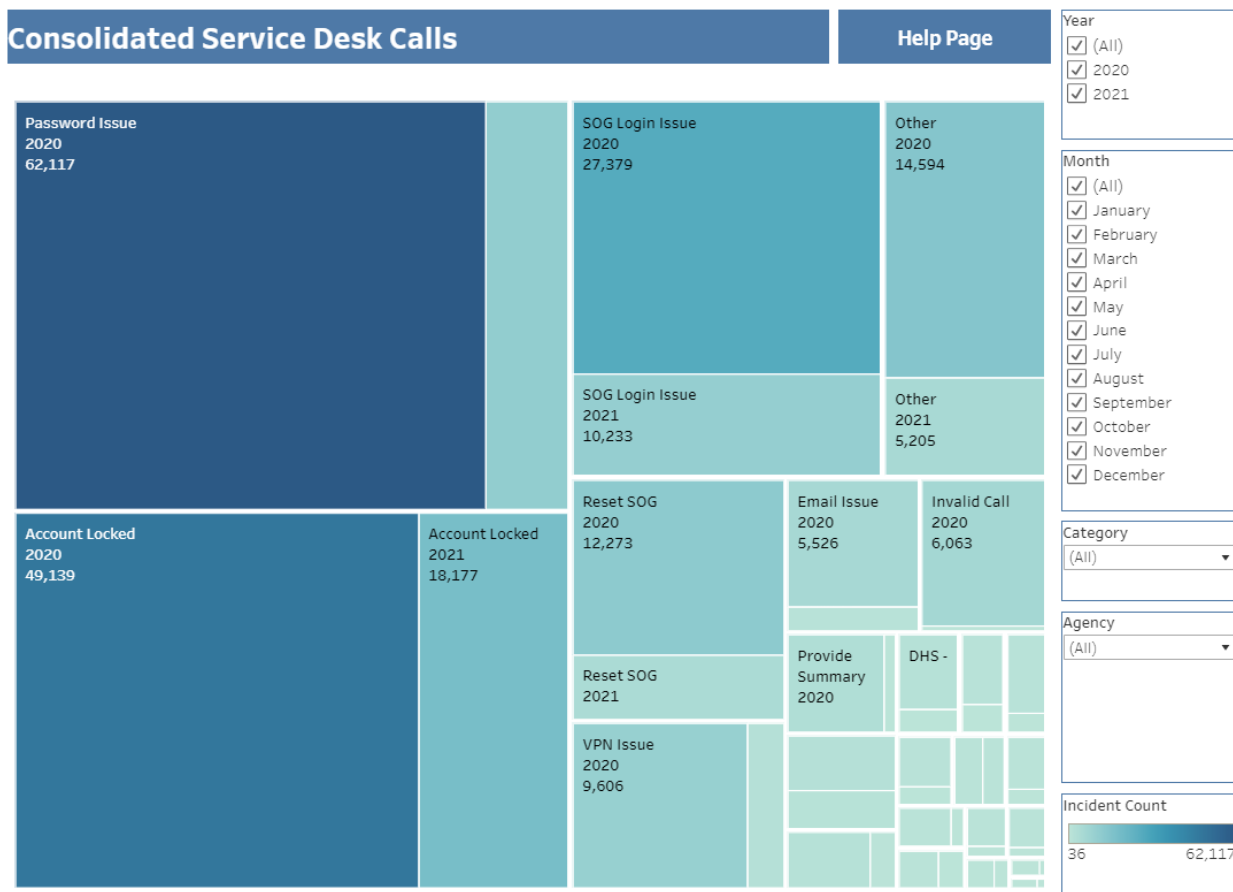 Consolidated Service Desk Calls
Help Page
Password Issue
2020
62,117
SOG Login Issue
2020
27,379
Other
2020
14,594
SOG Login Issue
2021
10,233
Other
2021
5,205
Account Locked
2020
49,139
Account Locked
2021
18,177
Reset SOG
2020
12,273
Email Issue
2020
5,526
Invalid Call
2020
6,063
Reset SOG
2021
Provide
Summary
2020
DHS -
VPN Issue
2020
9,606
Year
(All)
2020
2021
Month
(All)
January
February
March
April
May
June
July
August
September
October
November
December
Category
(All)
Agency
(All)
Incident Count
36
62,117